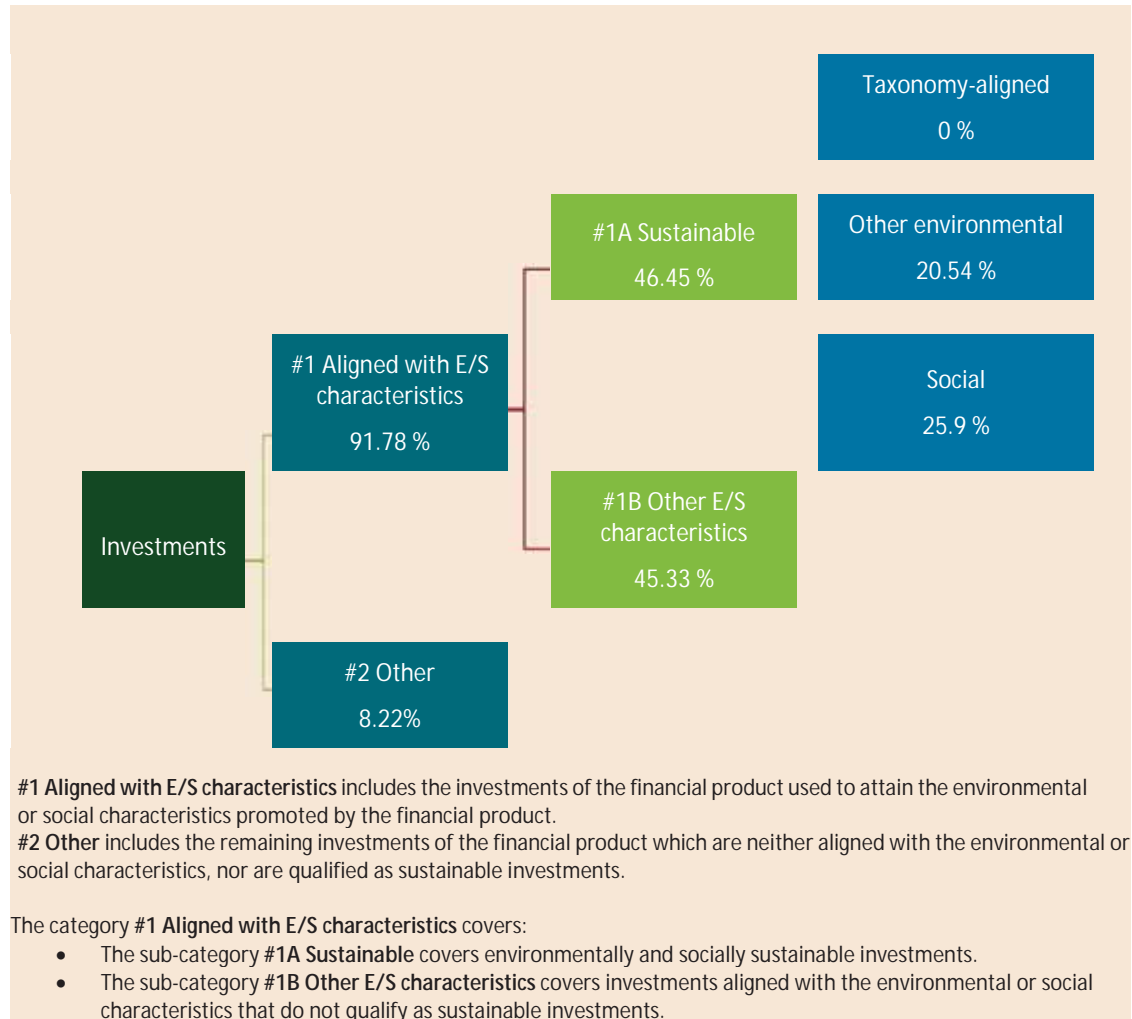 Taxonomy-aligned
0 %
#1A Sustainable
46.45 %
Other environmental
20.54 %
#1 Aligned with E/S
characteristics
91.78 %
Social
25.9 %
Investments
#1B Other E/S
characteristics
45.33 %
#2 Other
8.22%
#1 Aligned with E/S characteristics includes the investments of the financial product used to attain the environmental
or social characteristics promoted by the financial product.
#2 Other includes the remaining investments of the financial product which are neither aligned with the environmental or
social characteristics, nor are qualified as sustainable investments.
The category #1 Aligned with E/S characteristics covers:
• The sub-category #1A Sustainable covers environmentally and socially sustainable investments.
• The sub-category #1B Other E/S characteristics covers investments aligned with the environmental or social
characteristics that do not qualify as sustainable investments.